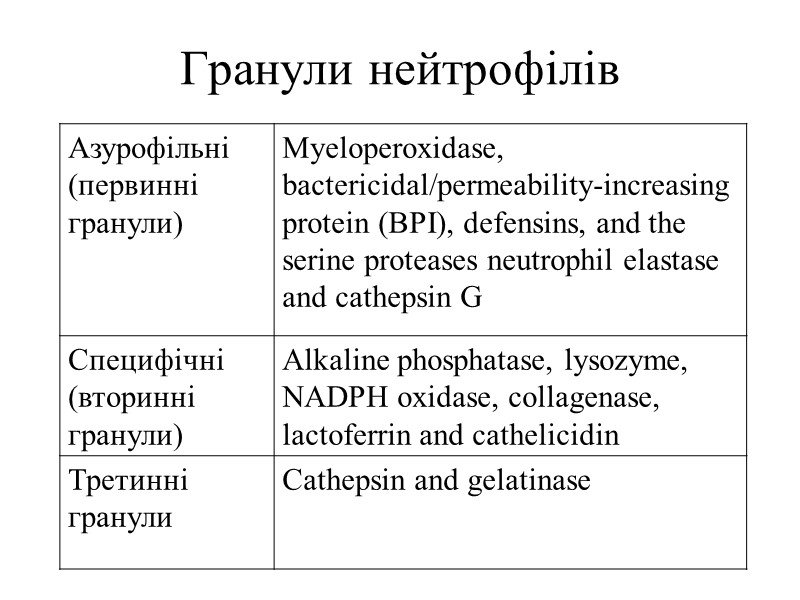 Гранули нейтрофілів
Азурофільні
(первинні
гранули)
Myeloperoxidase,
bactericidal/permeability-increasing
protein (BPI), defensins, and the
serine proteases neutrophil elastase
and cathepsin G
Специфічні
(вторинні
гранули)
Alkaline phosphatase, lysozyme,
NADPH oxidase, collagenase,
lactoferrin and cathelicidin
Третинні
гранули
Cathepsin and gelatinase